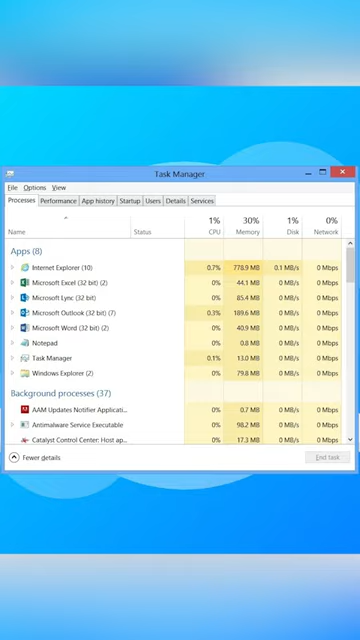 Task Manager
File Options View
Processes Performance App history Startup Users Details Services
1% 30% 1% 0%
Name Status CPU Memory Disk Network
Apps (8)
Internet Explorer (10) 0.7% 778.9 MB 0.1 MB/s 0 Mbps
Microsoft Excel (32 bit) (2) 0% 44.1 MB 0 MB/s 0 Mbps
Microsoft Lync (32 bit) 0% 85.4 MB 0 MB/s 0 Mbps
Microsoft Outlook (32 bit) (7) 0.3% 189.6 MB 0 MB/s 0 Mbps
Microsoft Word (32 bit) (2) 0% 40.9 MB 0 MB/s 0 Mbps
Notepad 0% 0.8 MB 0 MB/s 0 Mbps
Task Manager 0.1% 13.0 MB 0 MB/s 0 Mbps
Windows Explorer (2) 0% 79.8 MB 0 MB/s 0 Mbps
Background processes (37)
AAM Updates Notifier Applicati... 0% 0.7 MB 0 MB/s 0 Mbps
Antimalware Service Executable 0% 98.2 MB 0 MB/s 0 Mbps
Catalyst Control Center: Host ap... 0% 17.3 MB 0 MB/s 0 Mbps
Fewer details End task